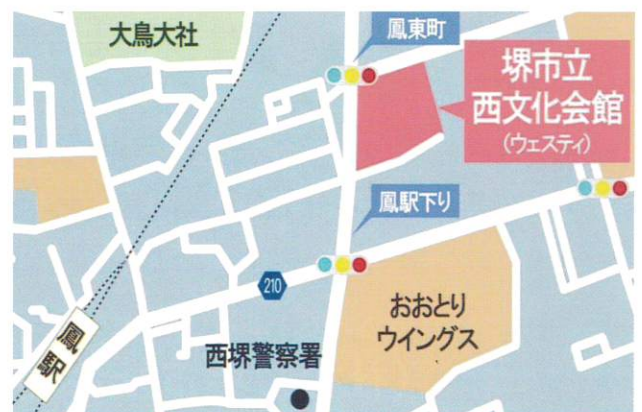 大鳥大社
鳳東町
堺市立
西文化会館
(ウェスティ)
鳳駅下り
210
おおとり
ウイングス
鳳駅
西堺警察署